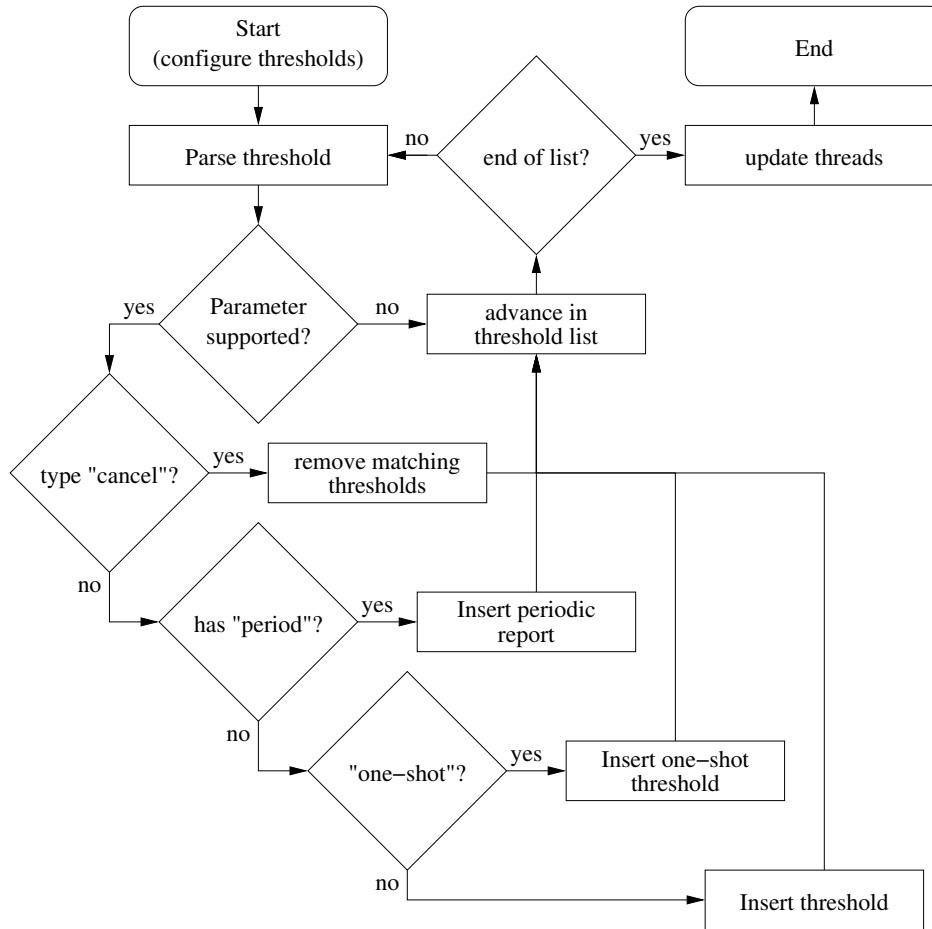 Start
(configure thresholds)
End
no
yes
Parse threshold
end of list?
update threads
yes
Parameter
supported?
no
advance in
threshold list
type "cancel"?
yes
remove matching
thresholds
no
has "period"?
yes
Insert periodic
report
no
"one−shot"?
yes
Insert one−shot
threshold
no
Insert threshold